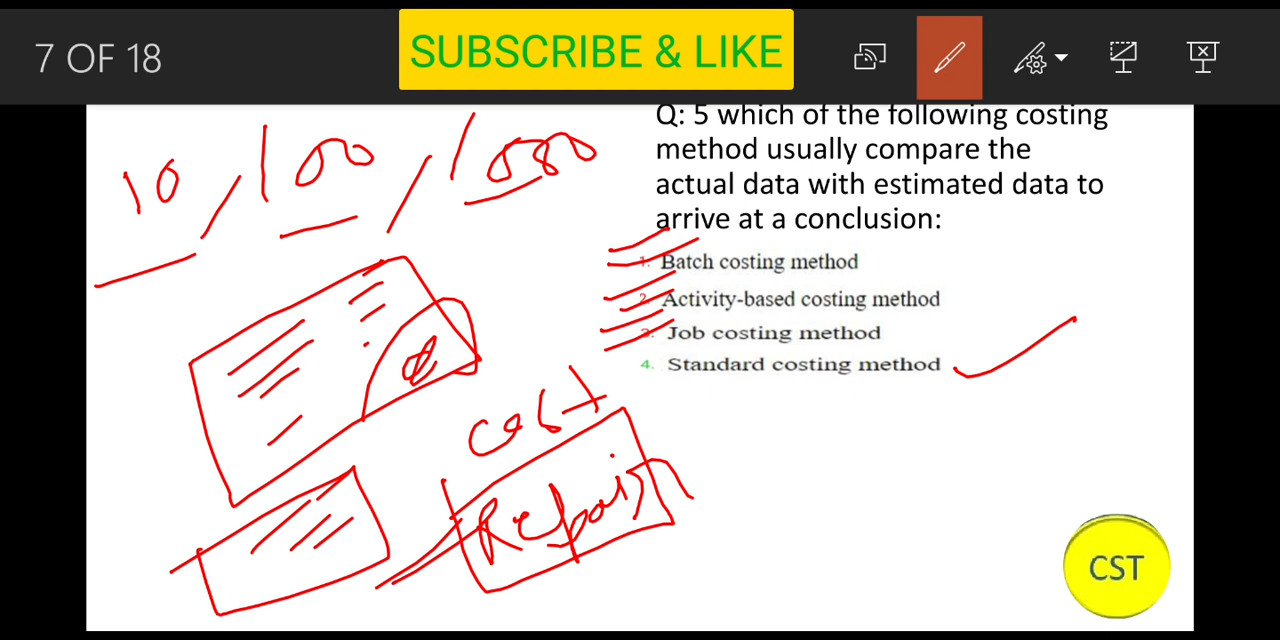 7 OF 18
SUBSCRIBE & LIKE
Q: 5 which of the following costing
method usually compare the
actual data with estimated data to
arrive at a conclusion:
1. Batch costing method
2. Activity-based costing method
3. Job costing method
4. Standard costing method
10, 100, 1000
Cost
Repair
CST